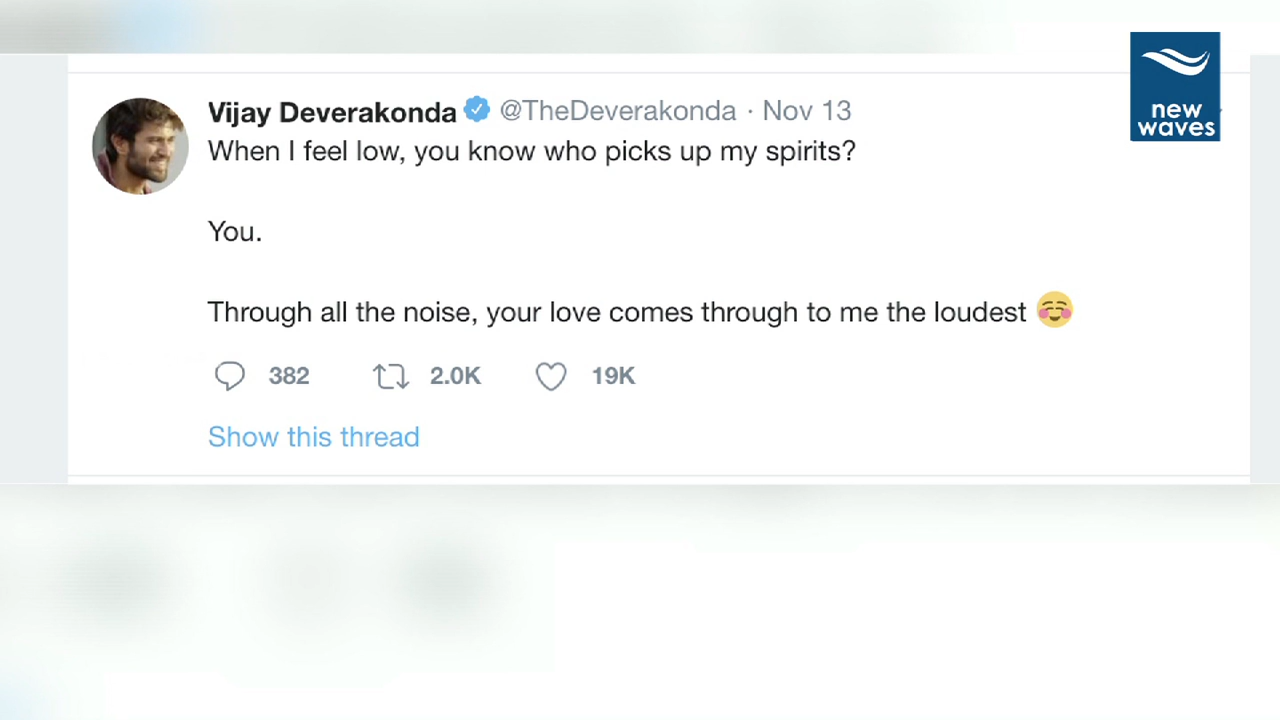 Vijay Deverakonda @TheDeverakonda · Nov 13
When I feel low, you know who picks up my spirits?
You.
Through all the noise, your love comes through to me the loudest ☺️
382 2.0K 19K
Show this thread
new
waves